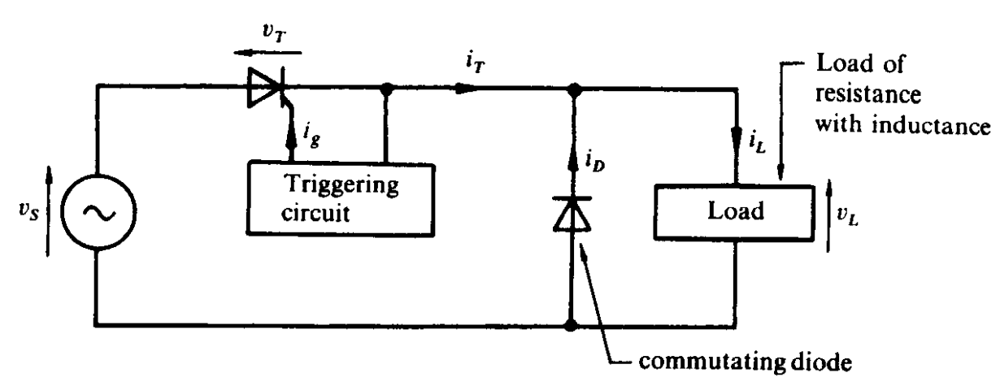 v_T
i_T
Load of
resistance
with inductance
i_g
i_D
i_L
Triggering
circuit
v_S
Load
v_L
commutating diode